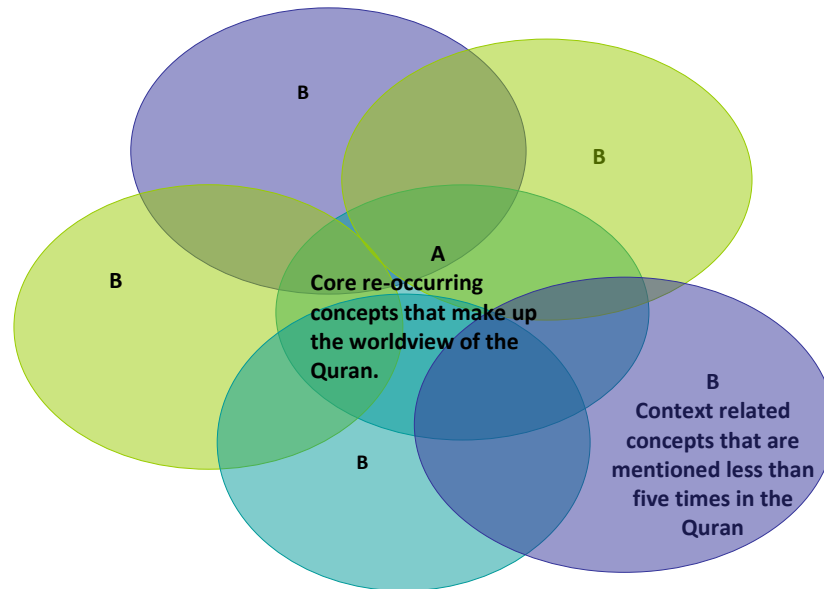 B
B
B
A
Core re-occurring
concepts that make up
the worldview of the
Quran.
B
B
Context related
concepts that are
mentioned less than
five times in the
Quran